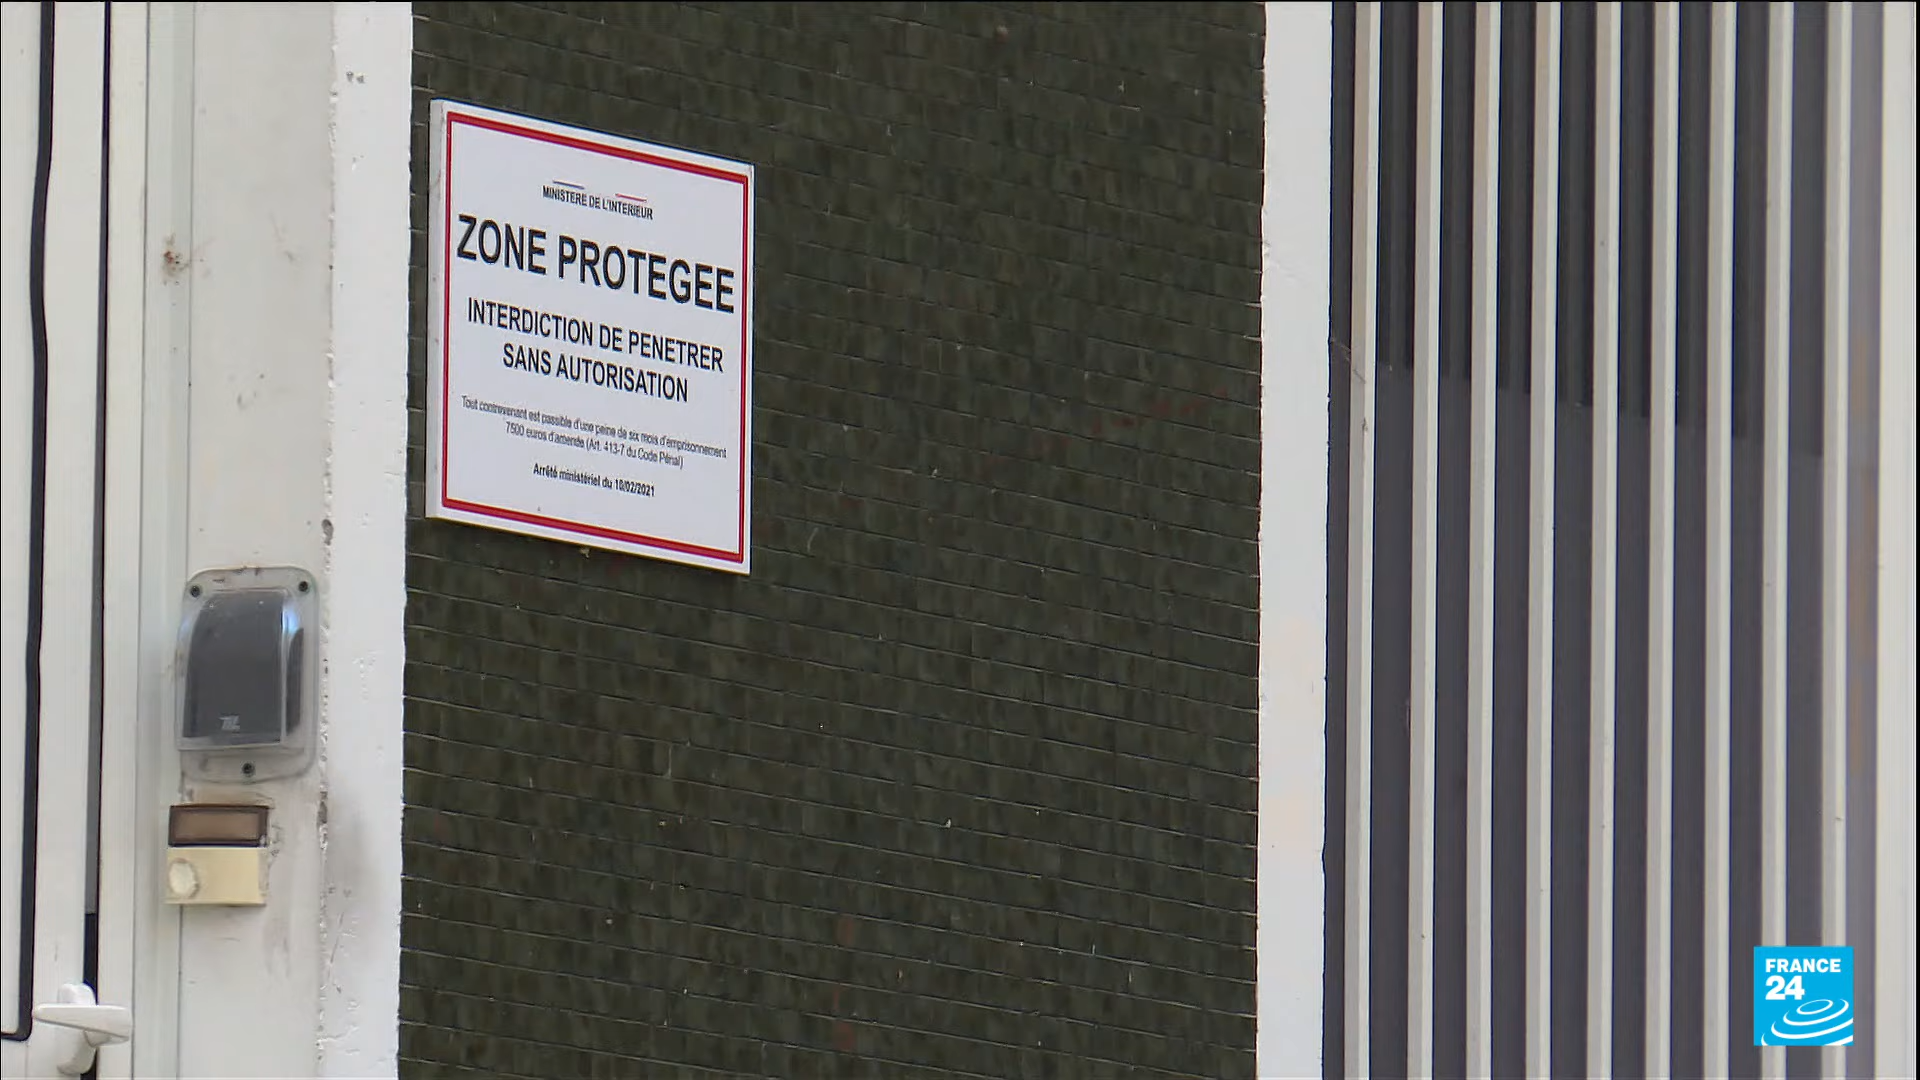 MINISTERE DE L'INTERIEUR
ZONE PROTEGEE
INTERDICTION DE PENETRER
SANS AUTORISATION
Tout contrevenant est passible d'une peine de six mois d'emprisonnement
7500 euros d'amende (Art. 413-7 du Code Pénal)
Arrêté ministériel du 18/02/2021
FRANCE
24